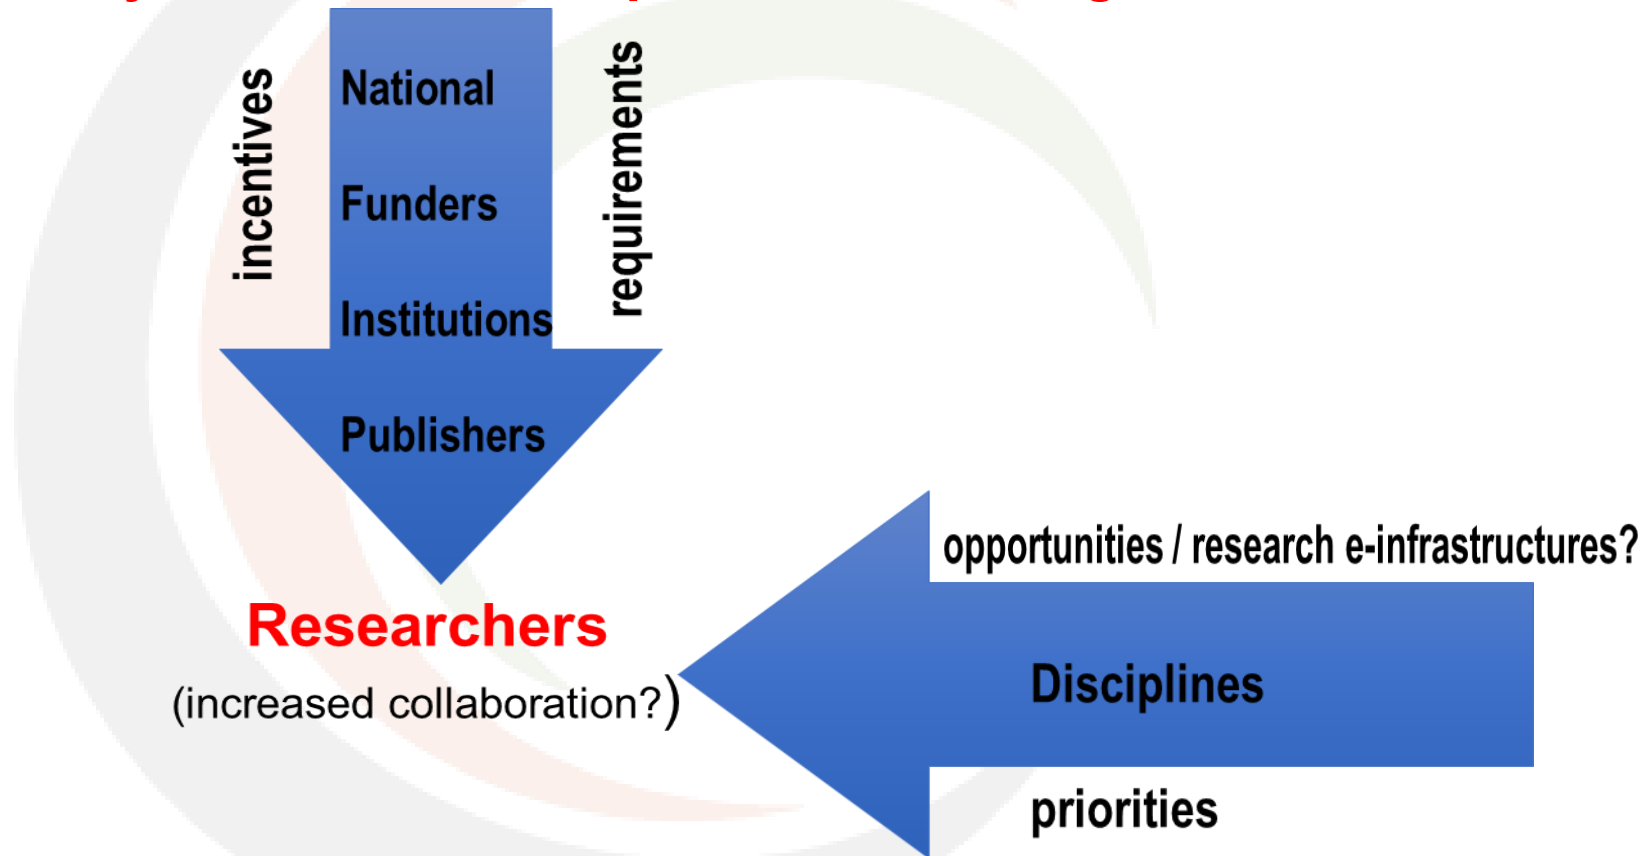 incentives
National
Funders
Institutions
Publishers
requirements
opportunities / research e-infrastructures?
Researchers
(increased collaboration?)
Disciplines
priorities